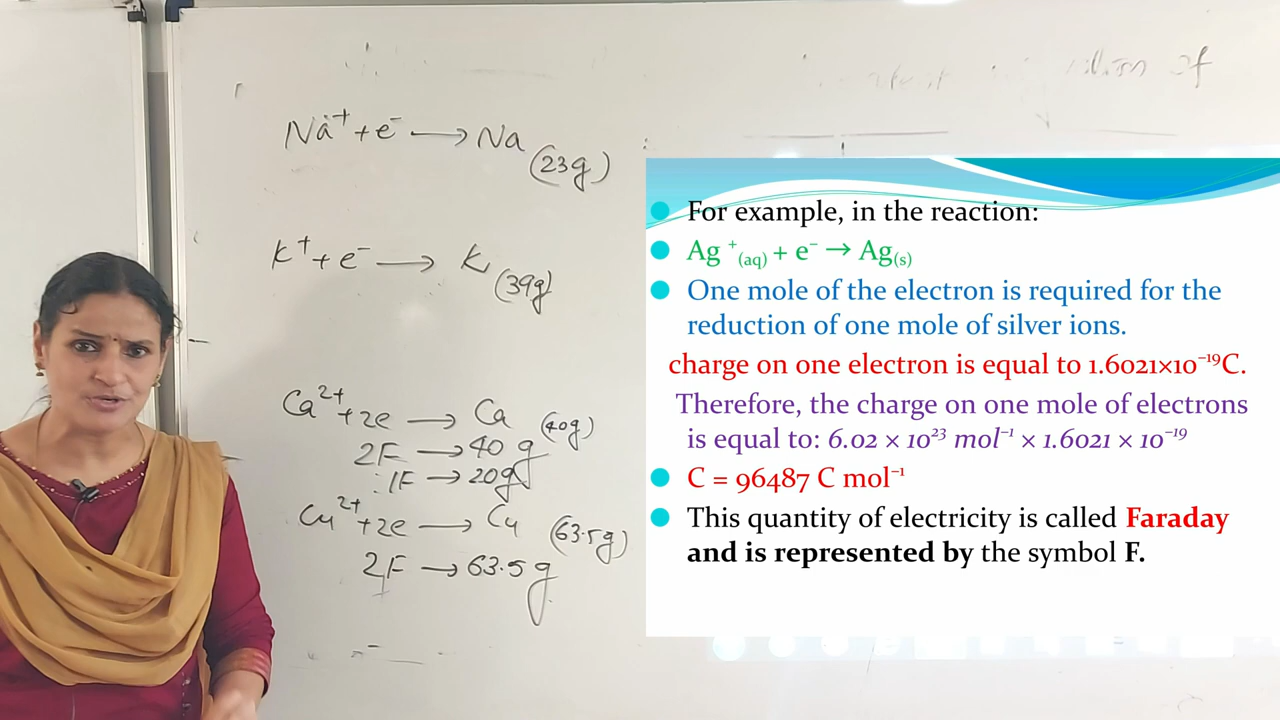 Na⁺ + e⁻ → Na (23g)
K⁺ + e⁻ → K (39g)
Ca²⁺ + 2e → Ca (40g)
2F → 40 g
∴ 1F → 20g
Cu²⁺ + 2e → Cu (63.5g)
2F → 63.5 g
of
For example, in the reaction:
Ag ⁺(aq) + e⁻ → Ag(s)
One mole of the electron is required for the
reduction of one mole of silver ions.
charge on one electron is equal to 1.6021×10⁻¹⁹C.
Therefore, the charge on one mole of electrons
is equal to: 6.02 × 10²³ mol⁻¹ × 1.6021 × 10⁻¹⁹
C = 96487 C mol⁻¹
This quantity of electricity is called Faraday
and is represented by the symbol F.